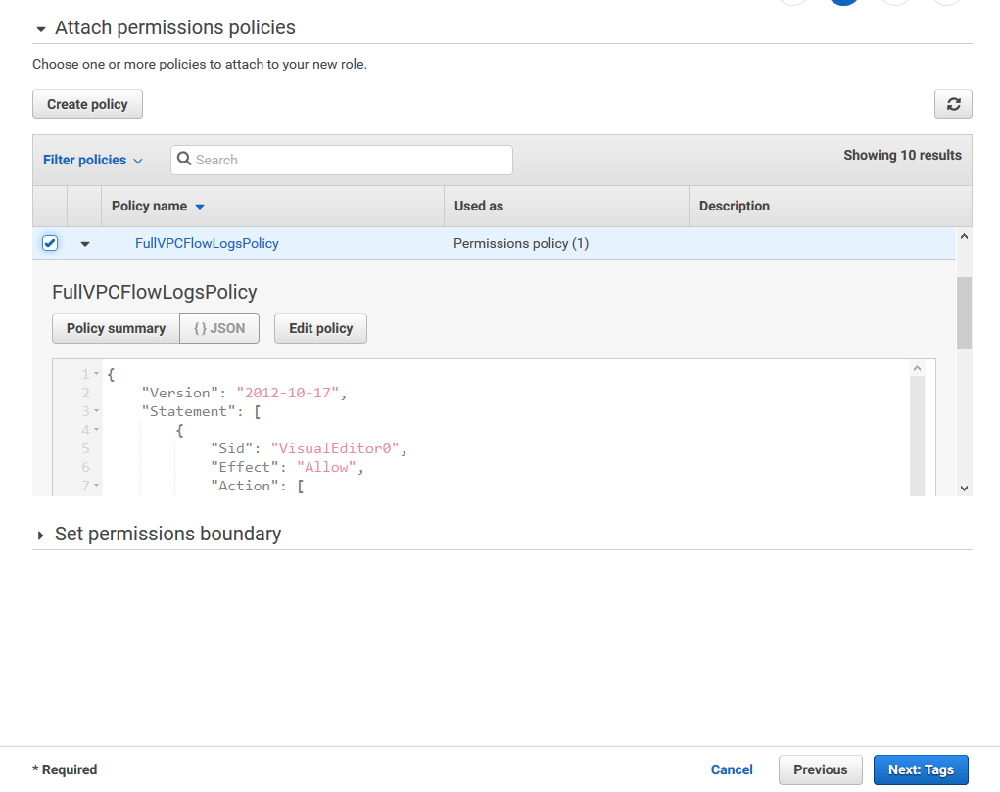 Attach permissions policies
Choose one or more policies to attach to your new role.
Create policy
Filter policies
Search
Showing 10 results
Policy name
Used as
Description
FullVPCFlowLogsPolicy
Permissions policy (1)
FullVPCFlowLogsPolicy
Policy summary
{ } JSON
Edit policy
1 {
2 "Version": "2012-10-17",
3 "Statement": [
4 {
5 "Sid": "VisualEditor0",
6 "Effect": "Allow",
7 "Action": [
Set permissions boundary
* Required
Cancel
Previous
Next: Tags